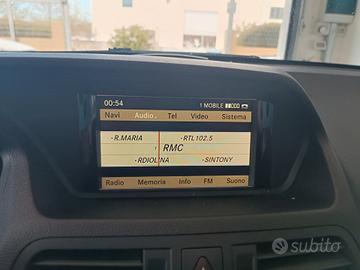 00:54 1 MOBILE
Navi Audio Tel Video Sistema
R.MARIA RTL102.5
RMC
RDIOLINA SINTONY
Radio Memoria Info FM Suono
subito